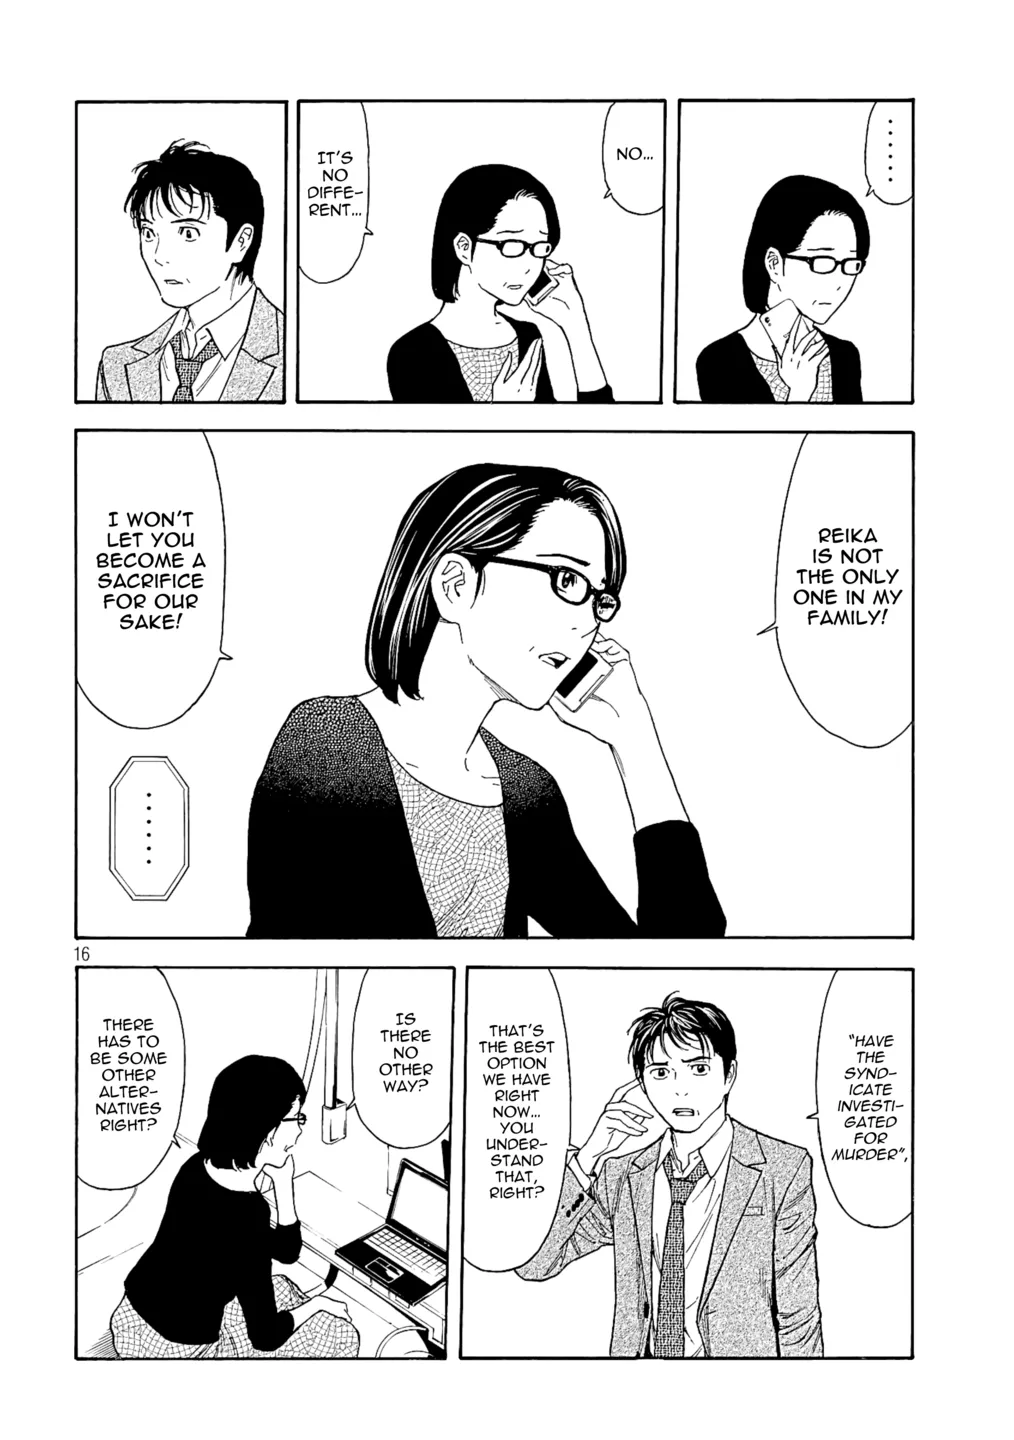 ......
NO...
IT'S
NO
DIFFE-
RENT...
REIKA
IS NOT
THE ONLY
ONE IN MY
FAMILY!
I WON'T
LET YOU
BECOME A
SACRIFICE
FOR OUR
SAKE!
......
16
"HAVE
THE
SYND-
ICATE
INVESTI-
GATED
FOR
MURDER",
THAT'S
THE BEST
OPTION
WE HAVE
RIGHT
NOW...
YOU
UNDER-
STAND
THAT,
RIGHT?
IS
THERE
NO
OTHER
WAY?
THERE
HAS TO
BE SOME
OTHER
ALTER-
NATIVES
RIGHT?